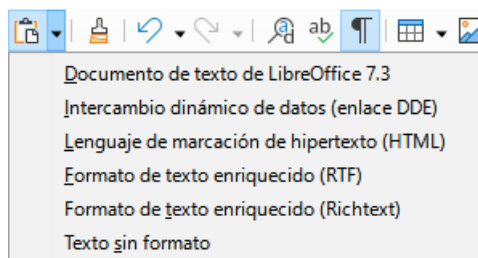 Documento de texto de LibreOffice 7.3
Intercambio dinámico de datos (enlace DDE)
Lenguaje de marcación de hipertexto (HTML)
Formato de texto enriquecido (RTF)
Formato de texto enriquecido (Richtext)
Texto sin formato